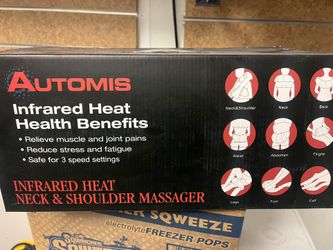 AUTOMIS
Infrared Heat
Health Benefits
• Relieve muscle and joint pains
• Reduce stress and fatigue
• Safe for 3 speed settings
Neck&Shoulder Neck Back
Waist Abdomen
Legs Foot Calf
INFRARED HEAT
NECK & SHOULDER MASSAGER
SQWEEZE
electrolyte FREEZER POPS